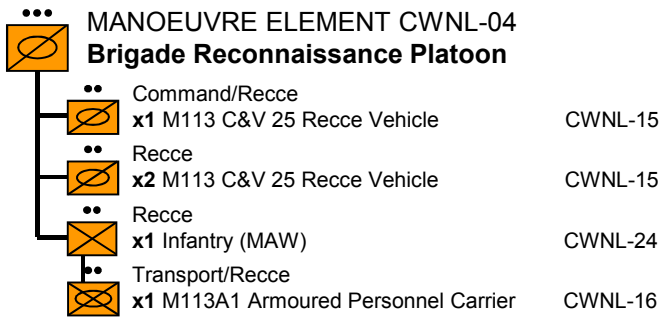 MANOEUVRE ELEMENT CWNL-04
Brigade Reconnaissance Platoon
Command/Recce
x1 M113 C&V 25 Recce Vehicle CWNL-15
Recce
x2 M113 C&V 25 Recce Vehicle CWNL-15
Recce
x1 Infantry (MAW) CWNL-24
Transport/Recce
x1 M113A1 Armoured Personnel Carrier CWNL-16